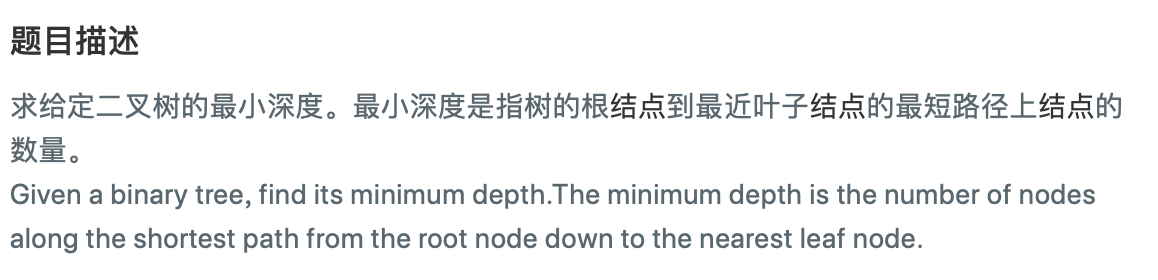 题目描述
求给定二叉树的最小深度。最小深度是指树的根结点到最近叶子结点的最短路径上结点的
数量。
Given a binary tree, find its minimum depth.The minimum depth is the number of nodes
along the shortest path from the root node down to the nearest leaf node.